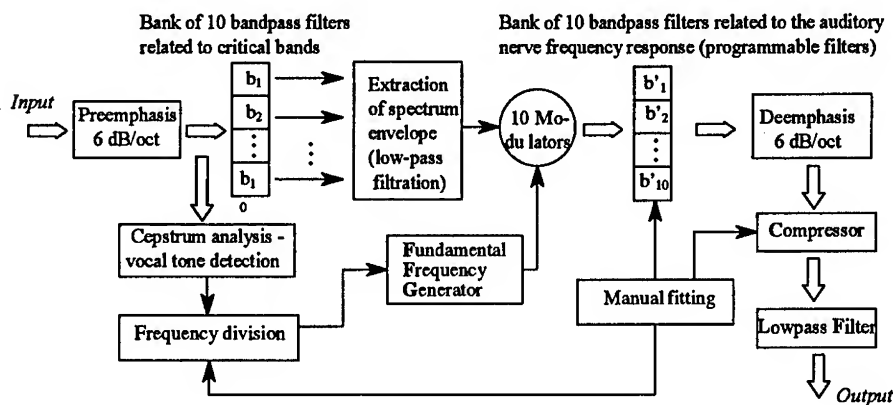 Bank of 10 bandpass filters
related to critical bands
Bank of 10 bandpass filters related to the auditory
nerve frequency response (programmable filters)
Input
Preemphasis
6 dB/oct
b1
b2
⋮ ⋮
b1
0
⋮
Extraction
of spectrum
envelope
(low-pass
filtration)
10 Mo-
du lators
b'1
b'2
⋮ ⋮
b'10
Deemphasis
6 dB/oct
Cepstrum analysis -
vocal tone detection
Fundamental
Frequency
Generator
Compressor
Manual fitting
Frequency division
Lowpass Filter
Output